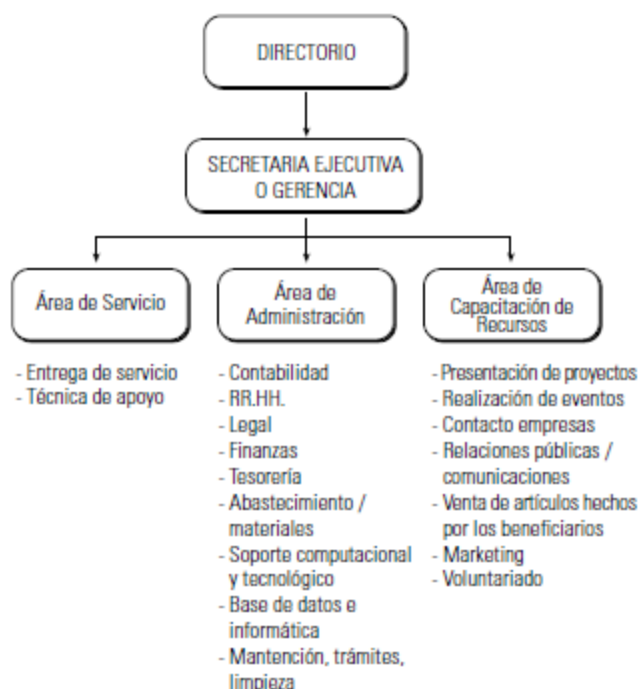 DIRECTORIO
SECRETARIA EJECUTIVA
O GERENCIA
Área de Servicio
- Entrega de servicio
- Técnica de apoyo
Área de
Administración
- Contabilidad
- RR.HH.
- Legal
- Finanzas
- Tesorería
- Abastecimiento /
materiales
- Soporte computacional
y tecnológico
- Base de datos e
informática
- Mantención, trámites,
limpieza
Área de
Capacitación de
Recursos
- Presentación de proyectos
- Realización de eventos
- Contacto empresas
- Relaciones públicas /
comunicaciones
- Venta de artículos hechos
por los beneficiarios
- Marketing
- Voluntariado